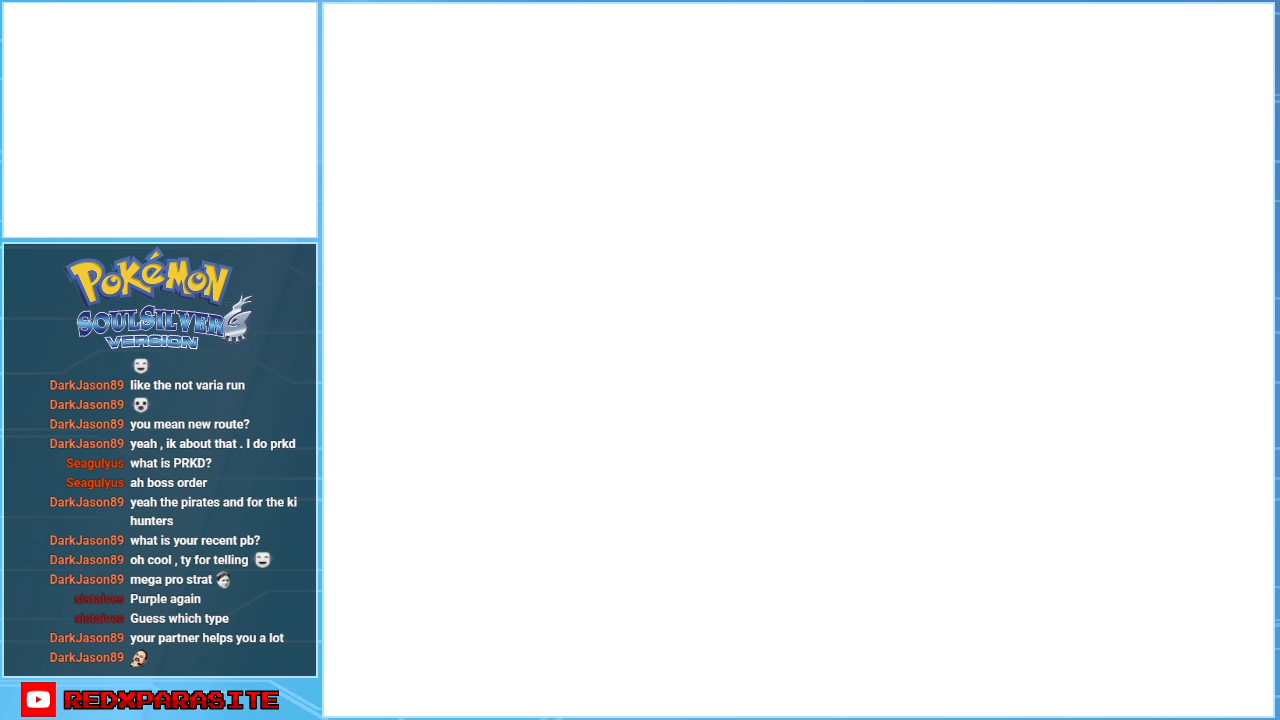 POKéMON
SOULSILVER
VERSION
DarkJason89 like the not varia run
DarkJason89
DarkJason89 you mean new route?
DarkJason89 yeah , ik about that . I do prkd
Seagulyus what is PRKD?
Seagulyus ah boss order
DarkJason89 yeah the pirates and for the ki
hunters
DarkJason89 what is your recent pb?
DarkJason89 oh cool , ty for telling
DarkJason89 mega pro strat
sistaives Purple again
sistaives Guess which type
DarkJason89 your partner helps you a lot
DarkJason89
REDXPARASITE